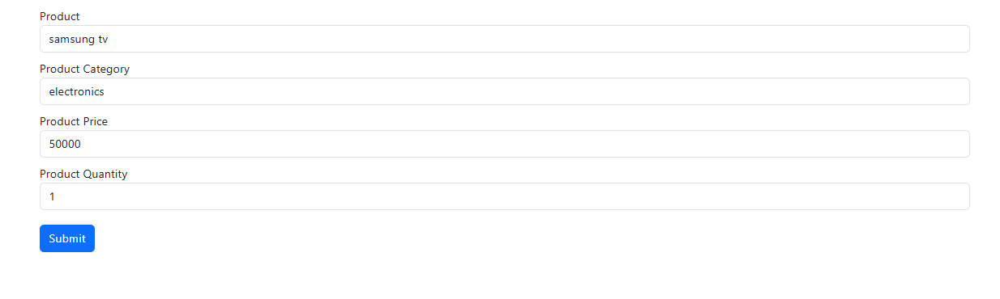 Product
samsung tv
Product Category
electronics
Product Price
50000
Product Quantity
1
Submit